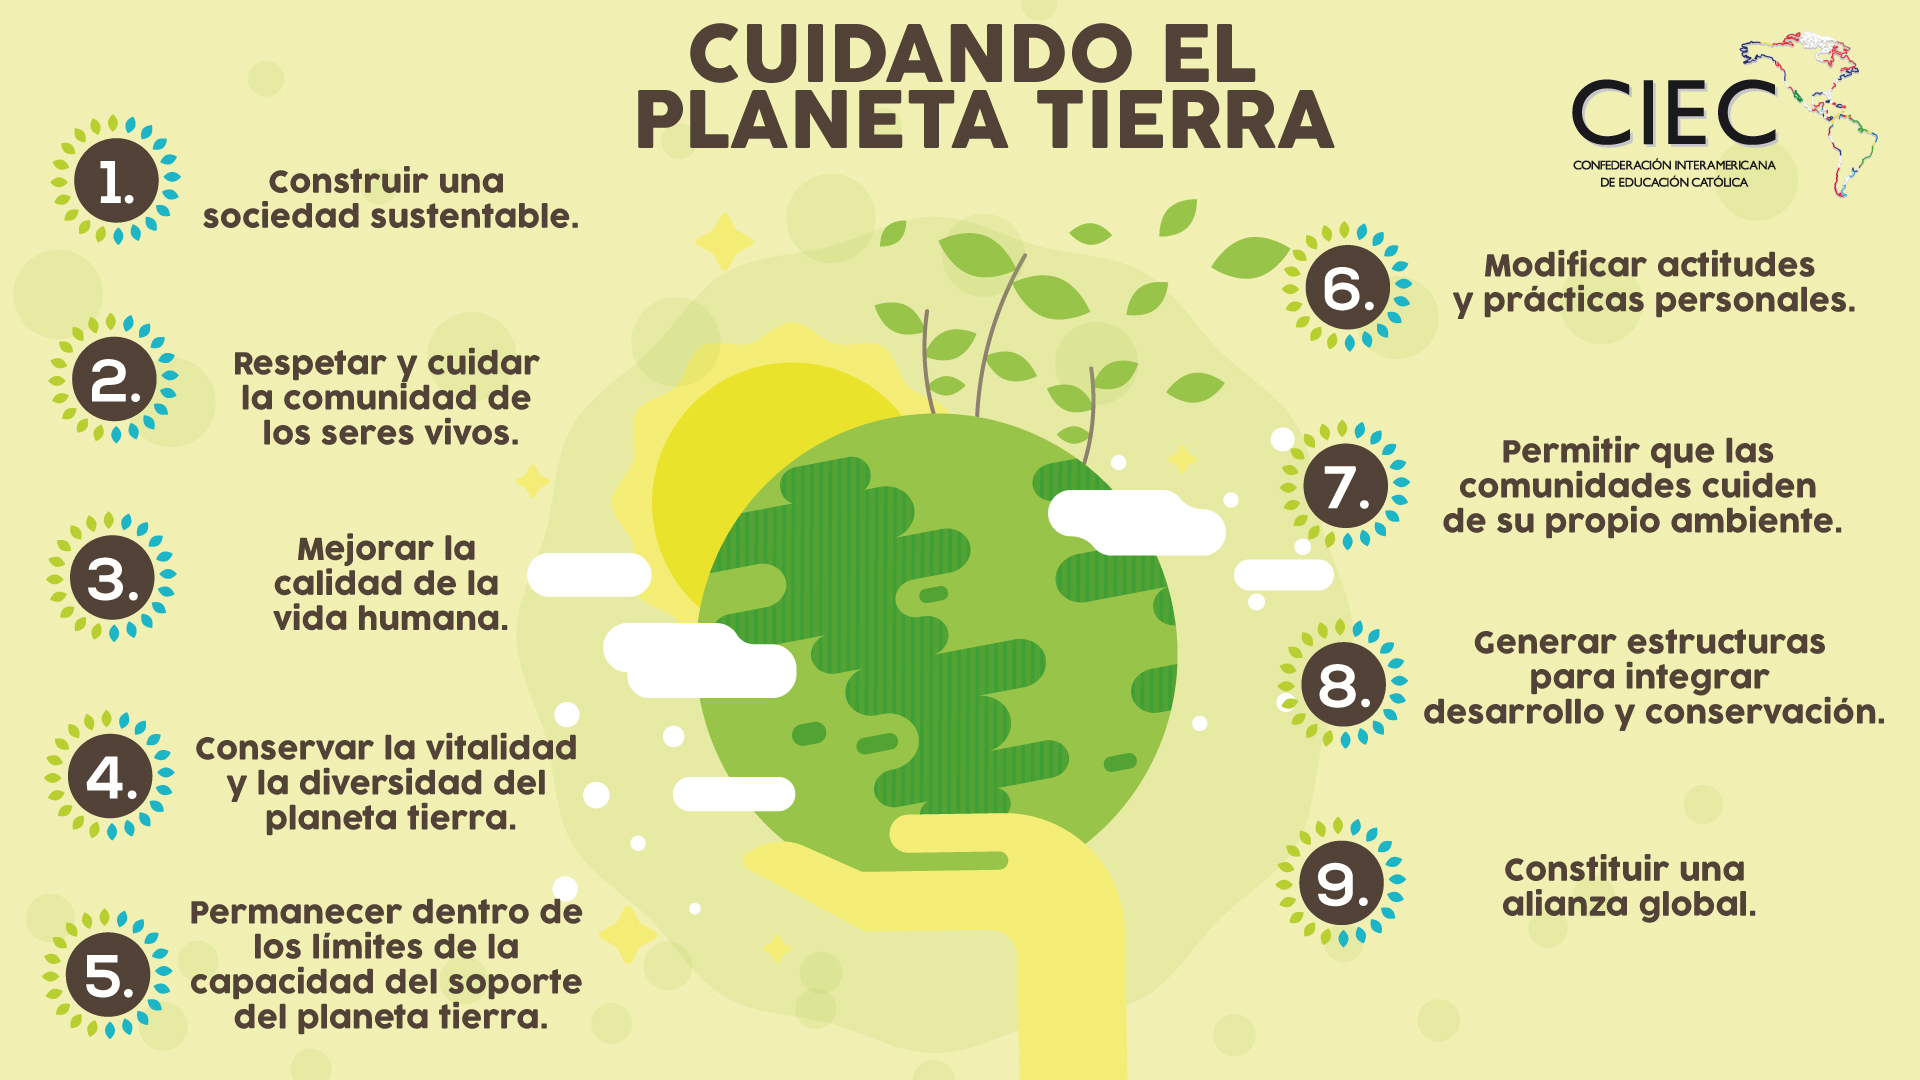 CUIDANDO EL
PLANETA TIERRA
CIEC
CONFEDERACIÓN INTERAMERICANA
DE EDUCACIÓN CATÓLICA
1.
Construir una
sociedad sustentable.
2.
Respetar y cuidar
la comunidad de
los seres vivos.
3.
Mejorar la
calidad de la
vida humana.
4.
Conservar la vitalidad
y la diversidad del
planeta tierra.
5.
Permanecer dentro de
los límites de la
capacidad del soporte
del planeta tierra.
6.
Modificar actitudes
y prácticas personales.
7.
Permitir que las
comunidades cuiden
de su propio ambiente.
8.
Generar estructuras
para integrar
desarrollo y conservación.
9.
Constituir una
alianza global.